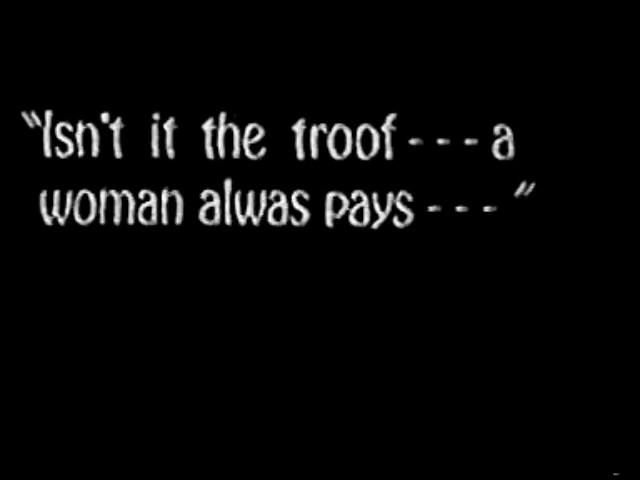 "Isn't it the troof - - - a
woman alwas pays - - - "